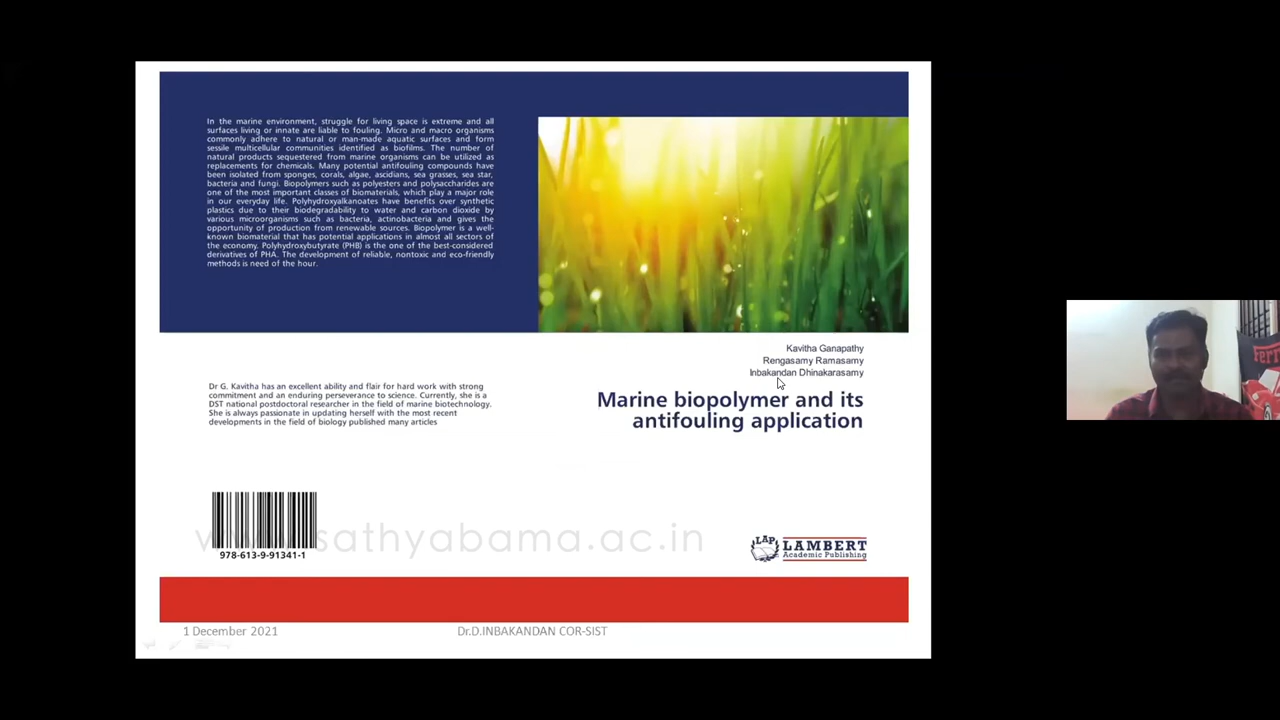 In the marine environment, struggle for living space is extreme and all
surfaces living or innate are liable to fouling. Micro and macro organisms
commonly adhere to natural or man-made aquatic surfaces and form
sessile multicellular communities identified as biofilms. The number of
natural products sequestered from marine organisms can be utilized as
replacements for chemicals. Many potential antifouling compounds have
been isolated from sponges, corals, algae, ascidians, sea grasses, sea star,
bacteria and fungi. Biopolymers such as polyesters and polysaccharides are
one of the most important classes of biomaterials, which play a major role
in our everyday life. Polyhydroxyalkanoates have benefits over synthetic
plastics due to their biodegradability to water and carbon dioxide by
various microorganisms such as bacteria, actinobacteria and gives the
opportunity of production from renewable sources. Biopolymer is a well-
known biomaterial that has potential applications in almost all sectors of
the economy. Polyhydroxybutyrate (PHB) is the one of the best-considered
derivatives of PHA. The development of reliable, nontoxic and eco-friendly
methods is need of the hour.
Kavitha Ganapathy
Rengasamy Ramasamy
Inbakandan Dhinakarasamy
Marine biopolymer and its
antifouling application
Dr G. Kavitha has an excellent ability and flair for hard work with strong
commitment and an enduring perseverance to science. Currently, she is a
DST national postdoctoral researcher in the field of marine biotechnology.
She is always passionate in updating herself with the most recent
developments in the field of biology published many articles
978-613-9-91341-1
sathyabama.ac.in
LAP LAMBERT
Academic Publishing
1 December 2021
Dr.D.INBAKANDAN COR-SIST
Ferr